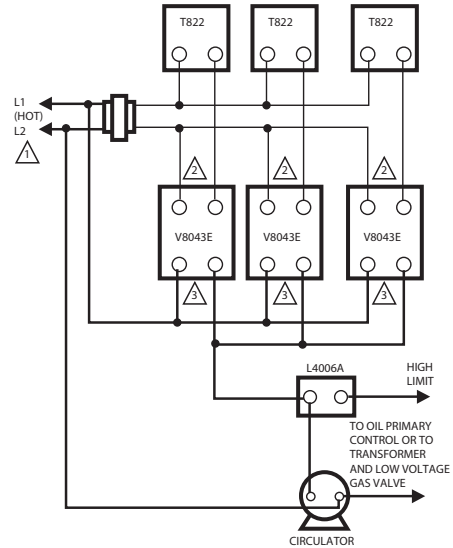 T822
T822
T822
L1
(HOT)
L2
1
2
2
2
V8043E
V8043E
V8043E
3
3
3
L4006A
HIGH
LIMIT
TO OIL PRIMARY
CONTROL OR TO
TRANSFORMER
AND LOW VOLTAGE
GAS VALVE
CIRCULATOR